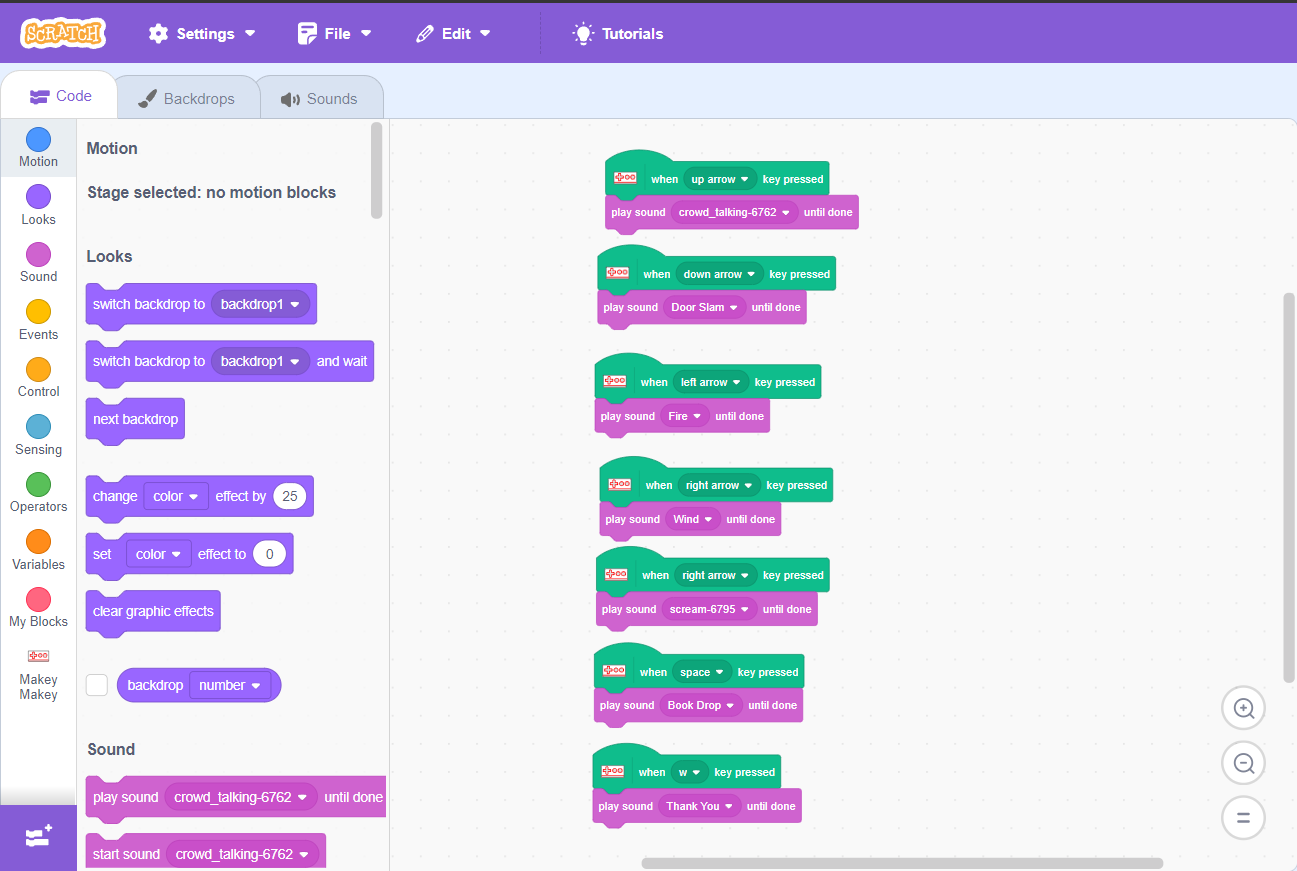 SCRATCH Settings File Edit Tutorials
Code Backdrops Sounds
Motion
Looks
Sound
Events
Control
Sensing
Operators
Variables
My Blocks
Makey
Makey
Motion
Stage selected: no motion blocks
Looks
switch backdrop to backdrop1
switch backdrop to backdrop1 and wait
next backdrop
change color effect by 25
set color effect to 0
clear graphic effects
backdrop number
Sound
play sound crowd_talking-6762 until done
start sound crowd_talking-6762
when up arrow key pressed
play sound crowd_talking-6762 until done
when down arrow key pressed
play sound Door Slam until done
when left arrow key pressed
play sound Fire until done
when right arrow key pressed
play sound Wind until done
when right arrow key pressed
play sound scream-6795 until done
when space key pressed
play sound Book Drop until done
when w key pressed
play sound Thank You until done